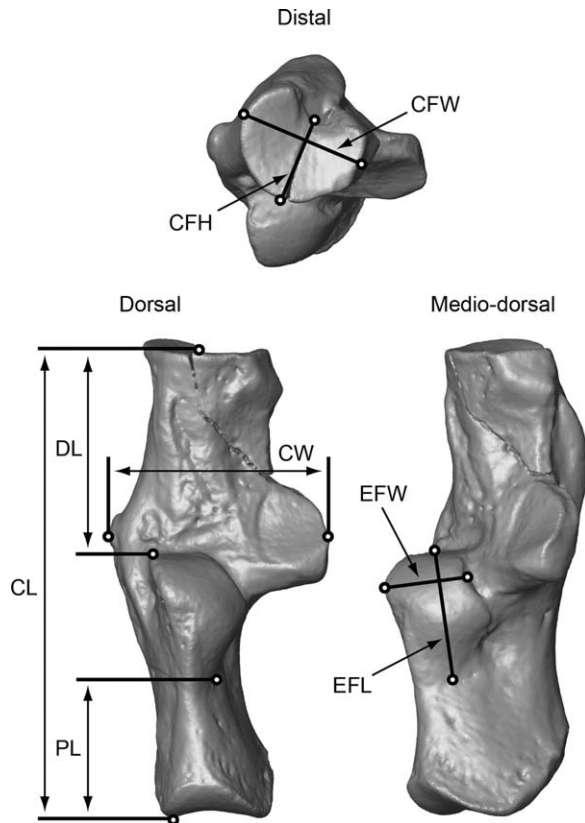 Distal
CFW
CFH
Dorsal
Medio-dorsal
DL
CW
EFW
CL
EFL
PL